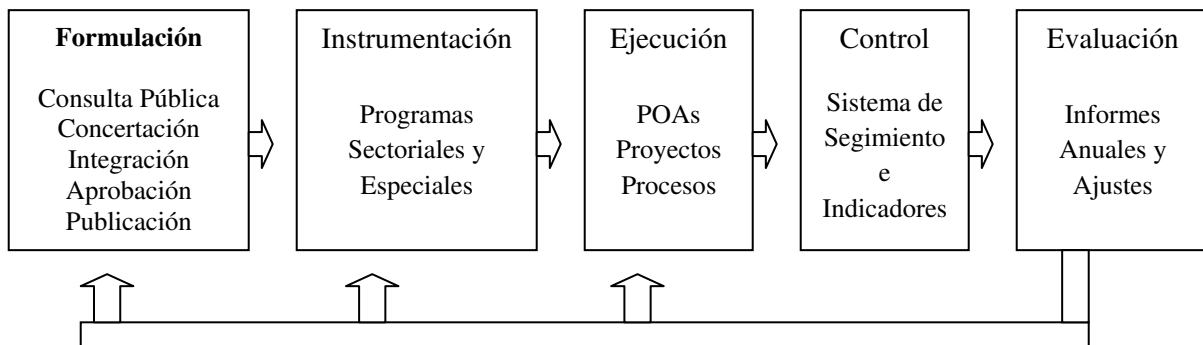 Formulación
Consulta Pública
Concertación
Integración
Aprobación
Publicación
Instrumentación
Programas
Sectoriales y
Especiales
Ejecución
POAs
Proyectos
Procesos
Control
Sistema de
Segimiento
e
Indicadores
Evaluación
Informes
Anuales y
Ajustes